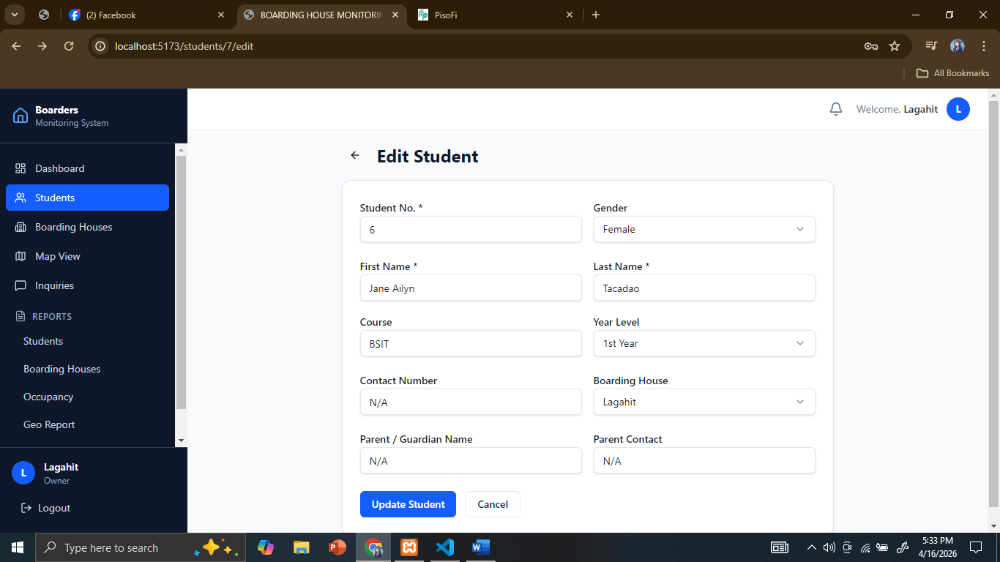 (2) Facebook
BOARDING HOUSE MONITORIN
PisoFi
localhost:5173/students/7/edit
All Bookmarks
Boarders
Monitoring System
Welcome, Lagahit
L
Dashboard
Students
Boarding Houses
Map View
Inquiries
REPORTS
Students
Boarding Houses
Occupancy
Geo Report
L
Lagahit
Owner
Logout
Edit Student
Student No. *
Gender
6
Female
First Name *
Last Name *
Jane Ailyn
Tacadao
Course
Year Level
BSIT
1st Year
Contact Number
Boarding House
N/A
Lagahit
Parent / Guardian Name
Parent Contact
N/A
N/A
Update Student
Cancel
Type here to search
5:33 PM
4/16/2026